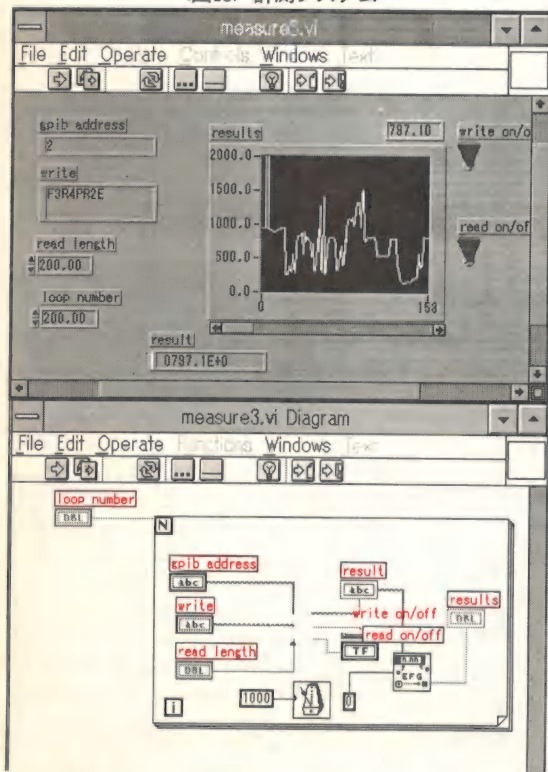 measure3.vi
File Edit Operate Controls Windows Text
gpib address
2
write
F3R4PR2E
read length
200.00
loop number
200.00
results
797.10
2000.0
1500.0
1000.0
500.0
0.0
0
153
write on/o
read on/of
result
0797.1E+0
measure3.vi Diagram
File Edit Operate Functions Windows Text
loop number
DBL
N
gpib address
abc
write
abc
read length
DBL
result
abc
write on/off
read on/off
TF
results
DBL
EFG
1000
0
i